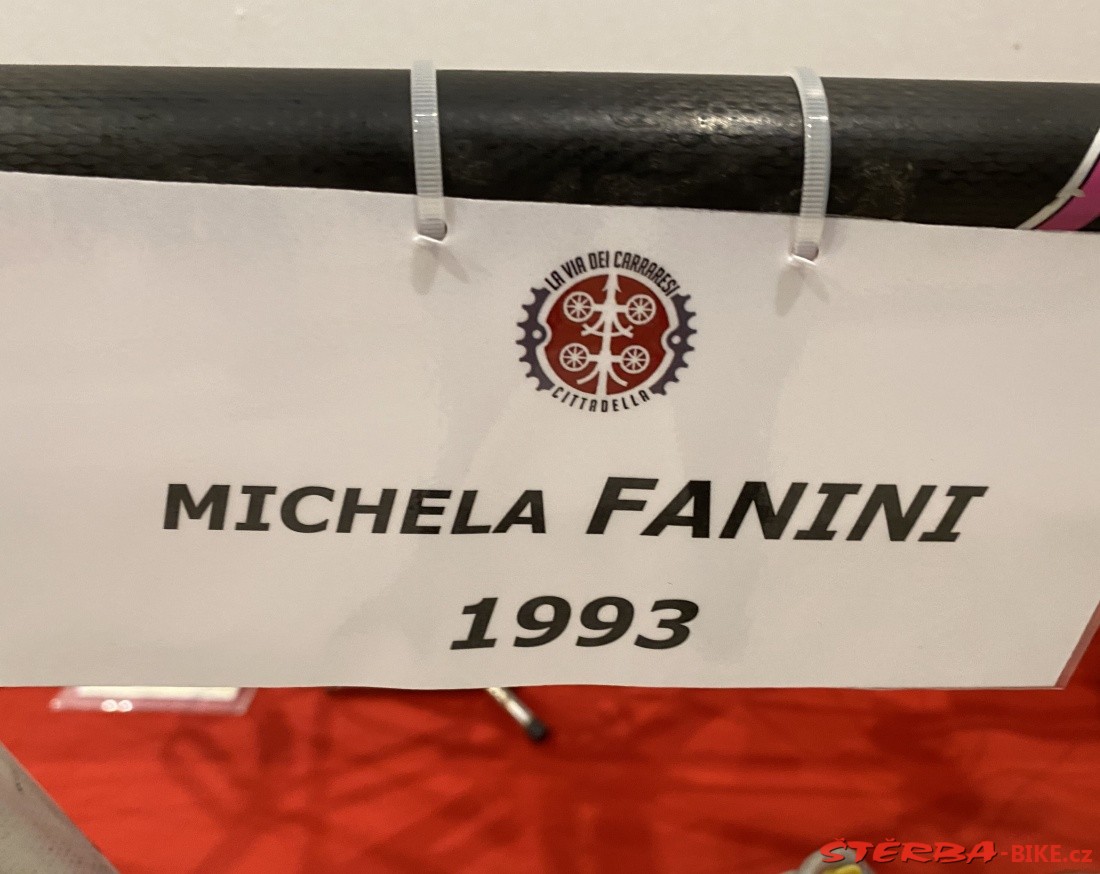 LA VIA DEI CARRARESI
CITTADELLA
MICHELA FANINI
1993
ŠTĚRBA-BIKE.cz